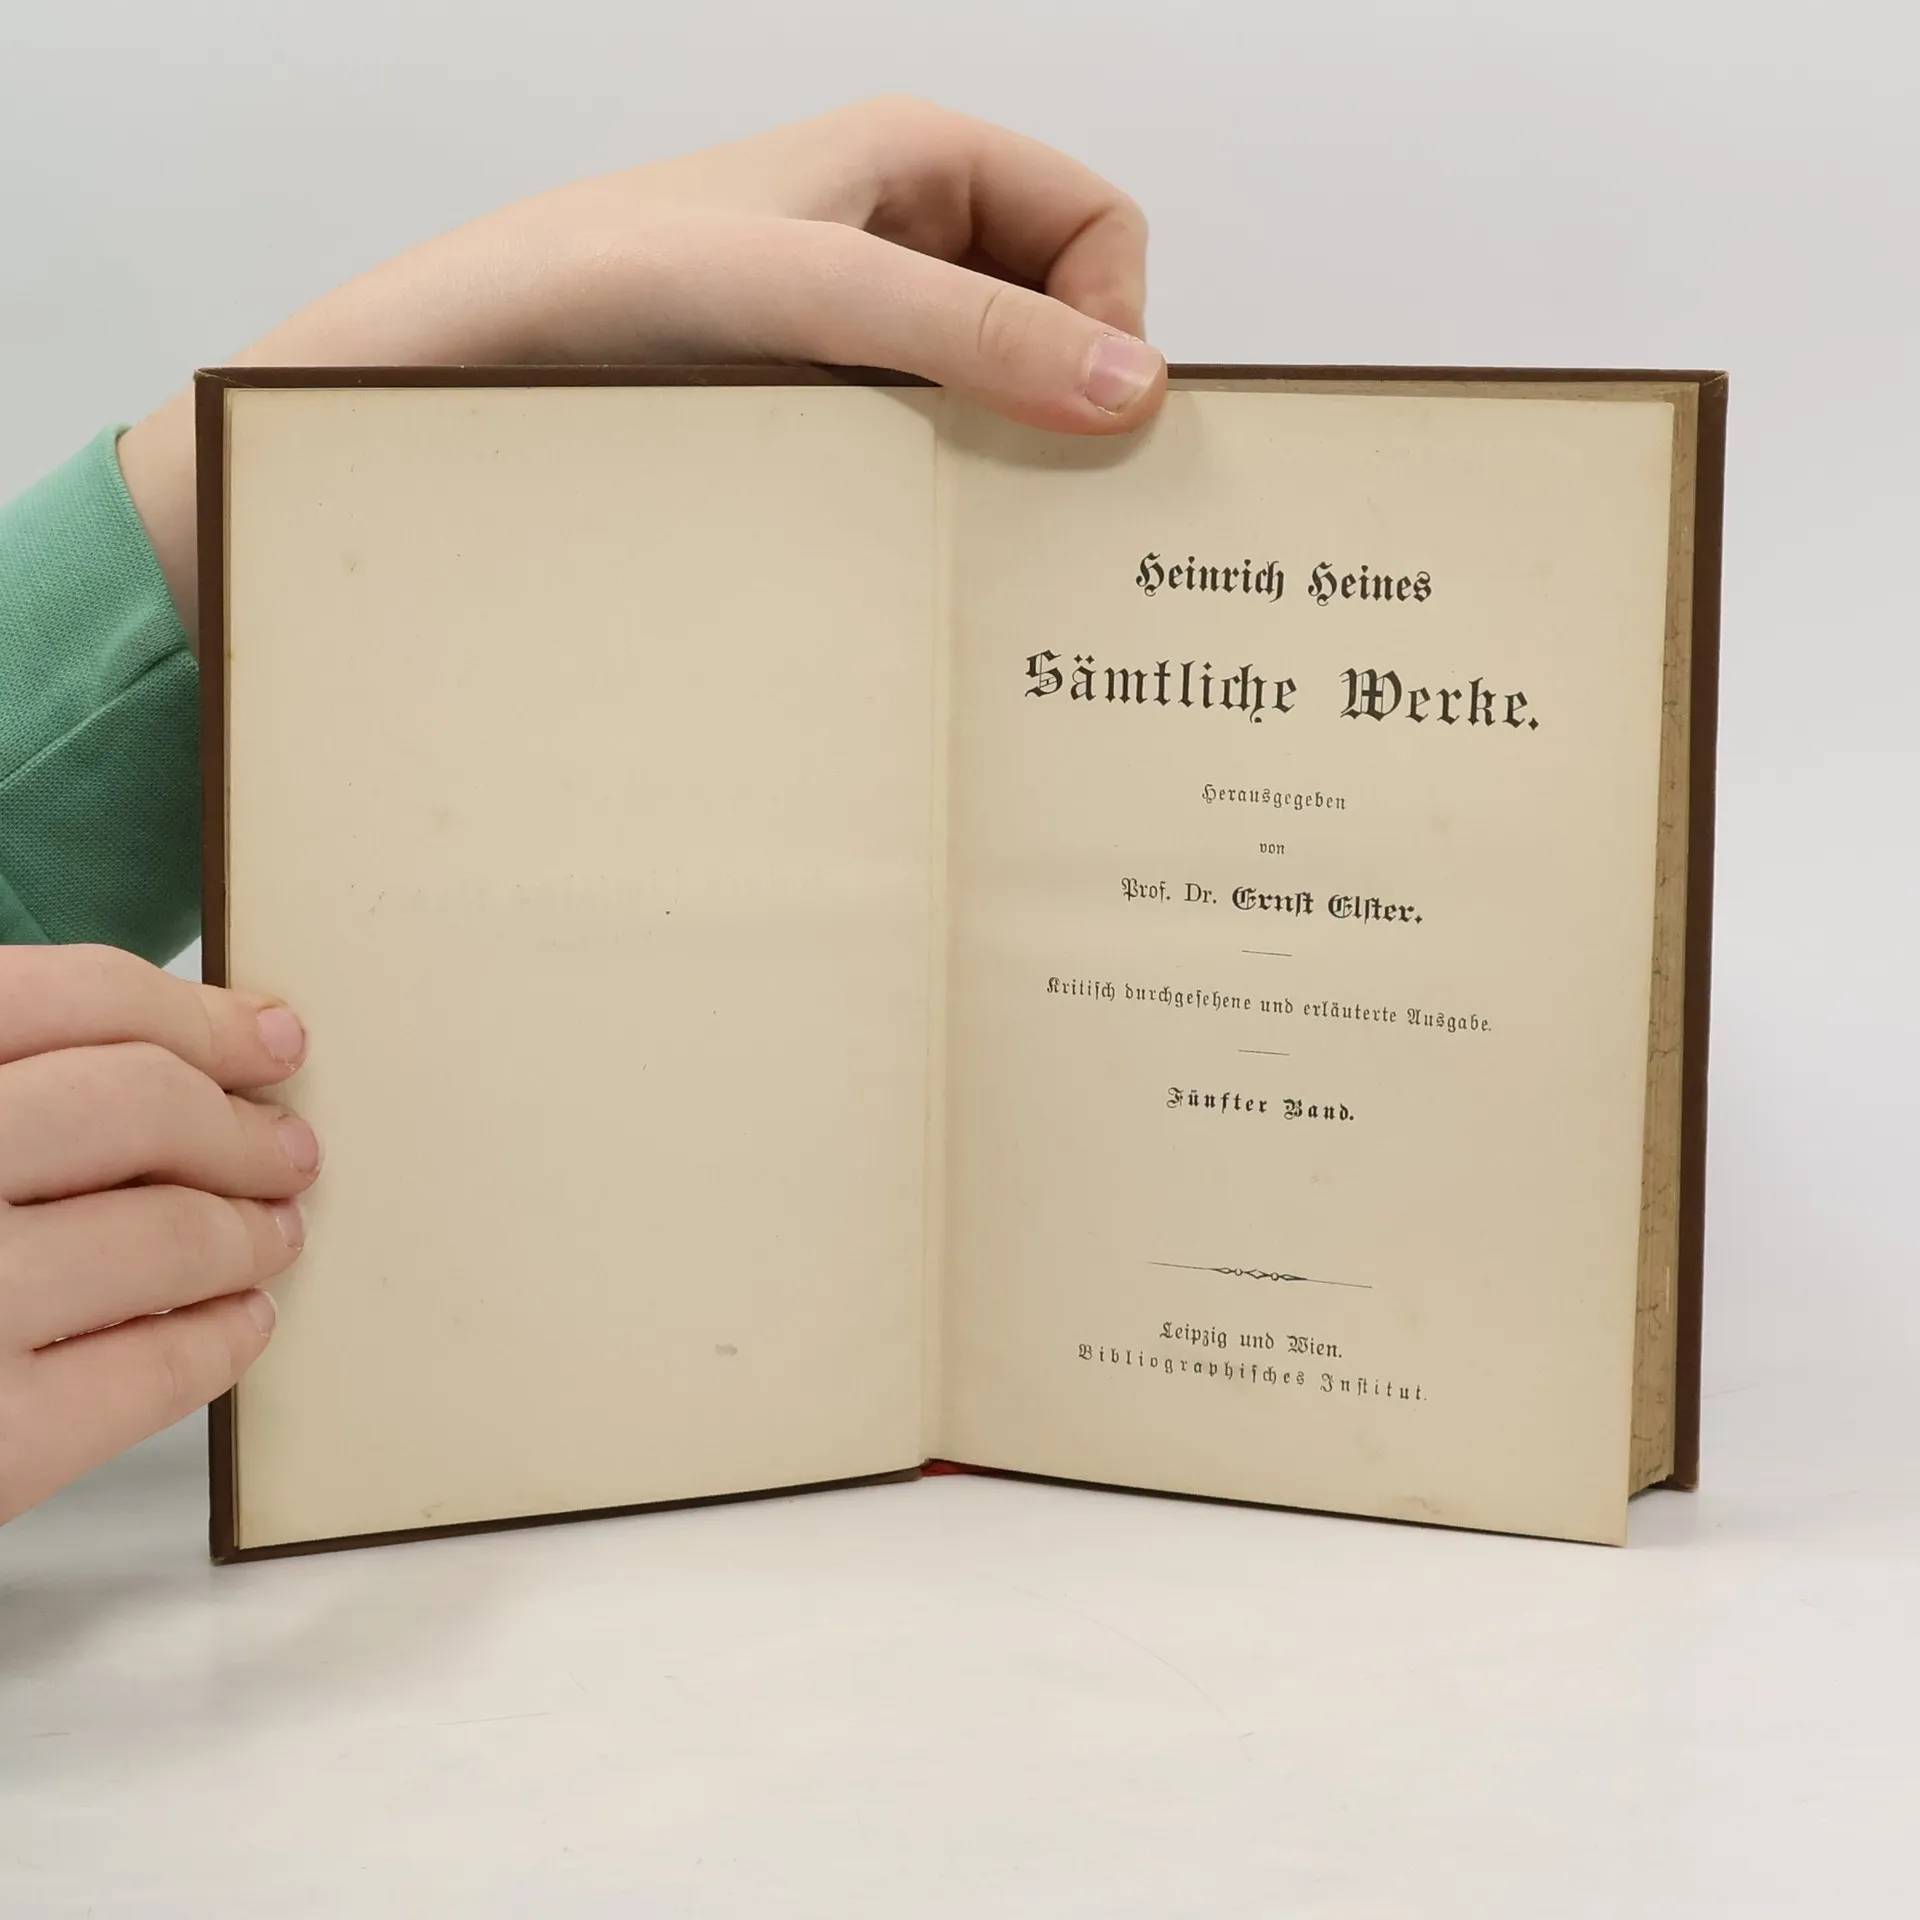 Heinrich Heines
Sämtliche Werke.
Herausgegeben
von
Prof. Dr. Ernſt Elſter.
Kritiſch durchgeſehene und erläuterte Ausgabe.
Fünfter Band.
Leipzig und Wien.
Bibliographiſches Inſtitut.